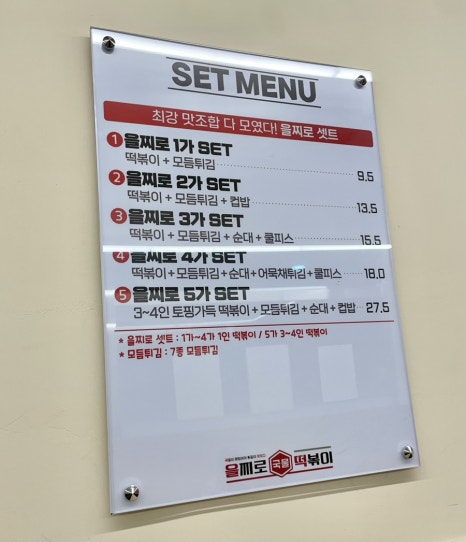 SET MENU
최강 맛조합 다 모였다! 을찌로 셋트
1 을찌로 1가 SET
떡볶이 + 모듬튀김 9.5
2 을찌로 2가 SET
떡볶이 + 모듬튀김 + 컵밥 13.5
3 을찌로 3가 SET
떡볶이 + 모듬튀김 + 순대 + 쿨피스 15.5
4 을찌로 4가 SET
떡볶이 + 모듬튀김 + 순대 + 어묵채튀김 + 쿨피스 18.0
5 을찌로 5가 SET
3~4인 토핑가득 떡볶이 + 모듬튀김 + 순대 + 컵밥 27.5
* 을찌로 셋트 : 1가~4가 1인 떡볶이 / 5가 3~4인 떡볶이
* 모듬튀김 : 7종 모듬튀김
을찌로 국물 떡볶이